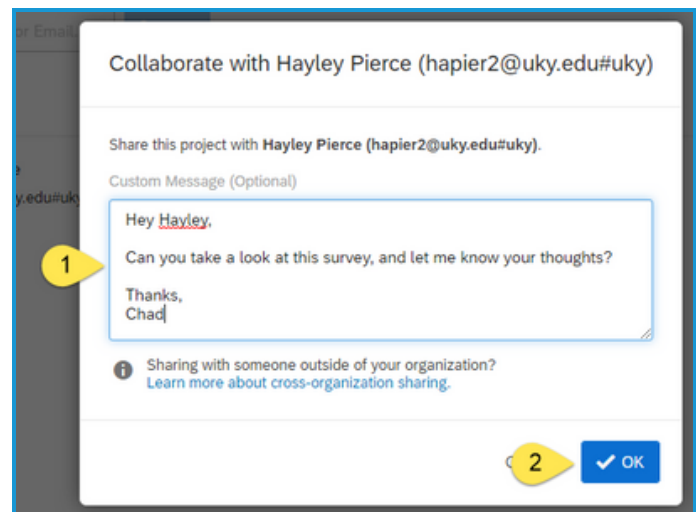 or Email,
Collaborate with Hayley Pierce (hapier2@uky.edu#uky)
Share this project with Hayley Pierce (hapier2@uky.edu#uky).
Custom Message (Optional)
y.edu#uky
Hey Hayley,
1
Can you take a look at this survey, and let me know your thoughts?
Thanks,
Chad
Sharing with someone outside of your organization?
Learn more about cross-organization sharing.
2
OK